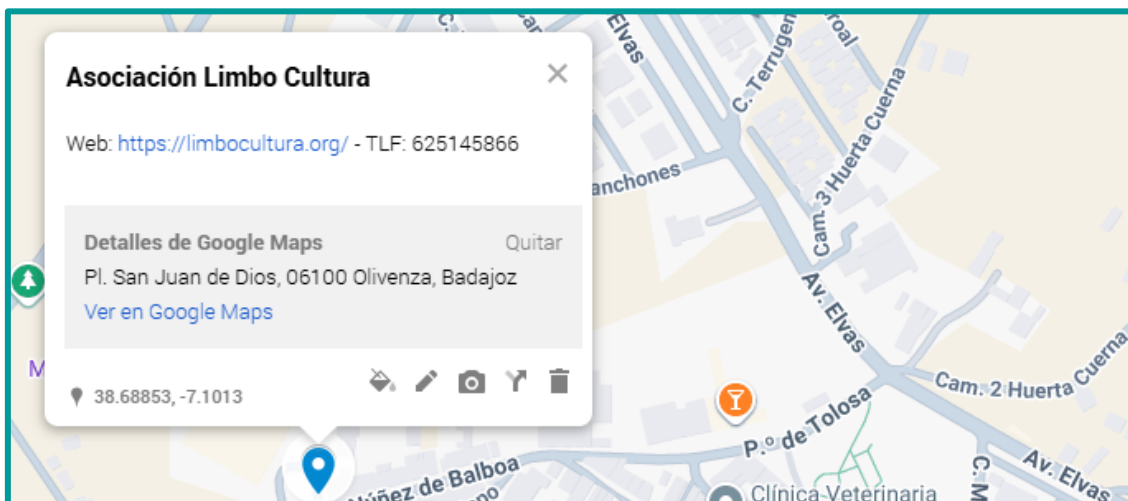 Asociación Limbo Cultura
Web: https://limbocultura.org/ - TLF: 625145866
Detalles de Google Maps
Quitar
Pl. San Juan de Dios, 06100 Olivenza, Badajoz
Ver en Google Maps
38.68853, -7.1013
Elvas
C. Terrugem
Cam. 3 Huerta Cuerna
anchones
Av. Elvas
Cam. 2 Huerta Cuerna
P.º de Tolosa
Av. Elvas
C. M
Núñez de Balboa
Clínica Veterinaria
M